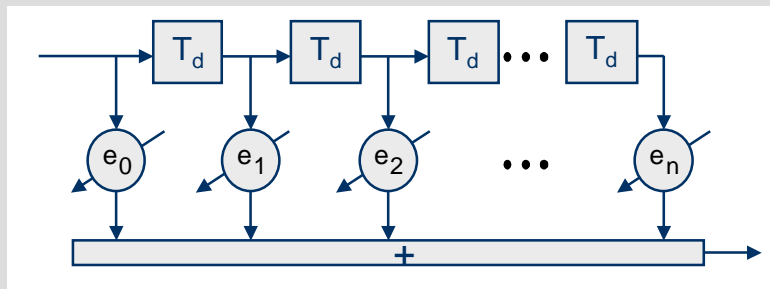 T_d T_d T_d ••• T_d
e_0 e_1 e_2 ••• e_n
+